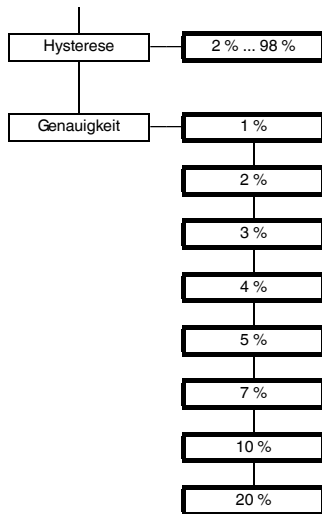 Hysterese
2 % ... 98 %
Genauigkeit
1 %
2 %
3 %
4 %
5 %
7 %
10 %
20 %